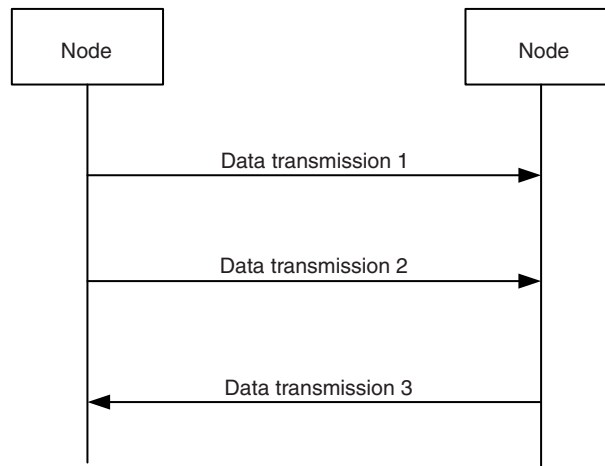 Node
Node
Data transmission 1
Data transmission 2
Data transmission 3